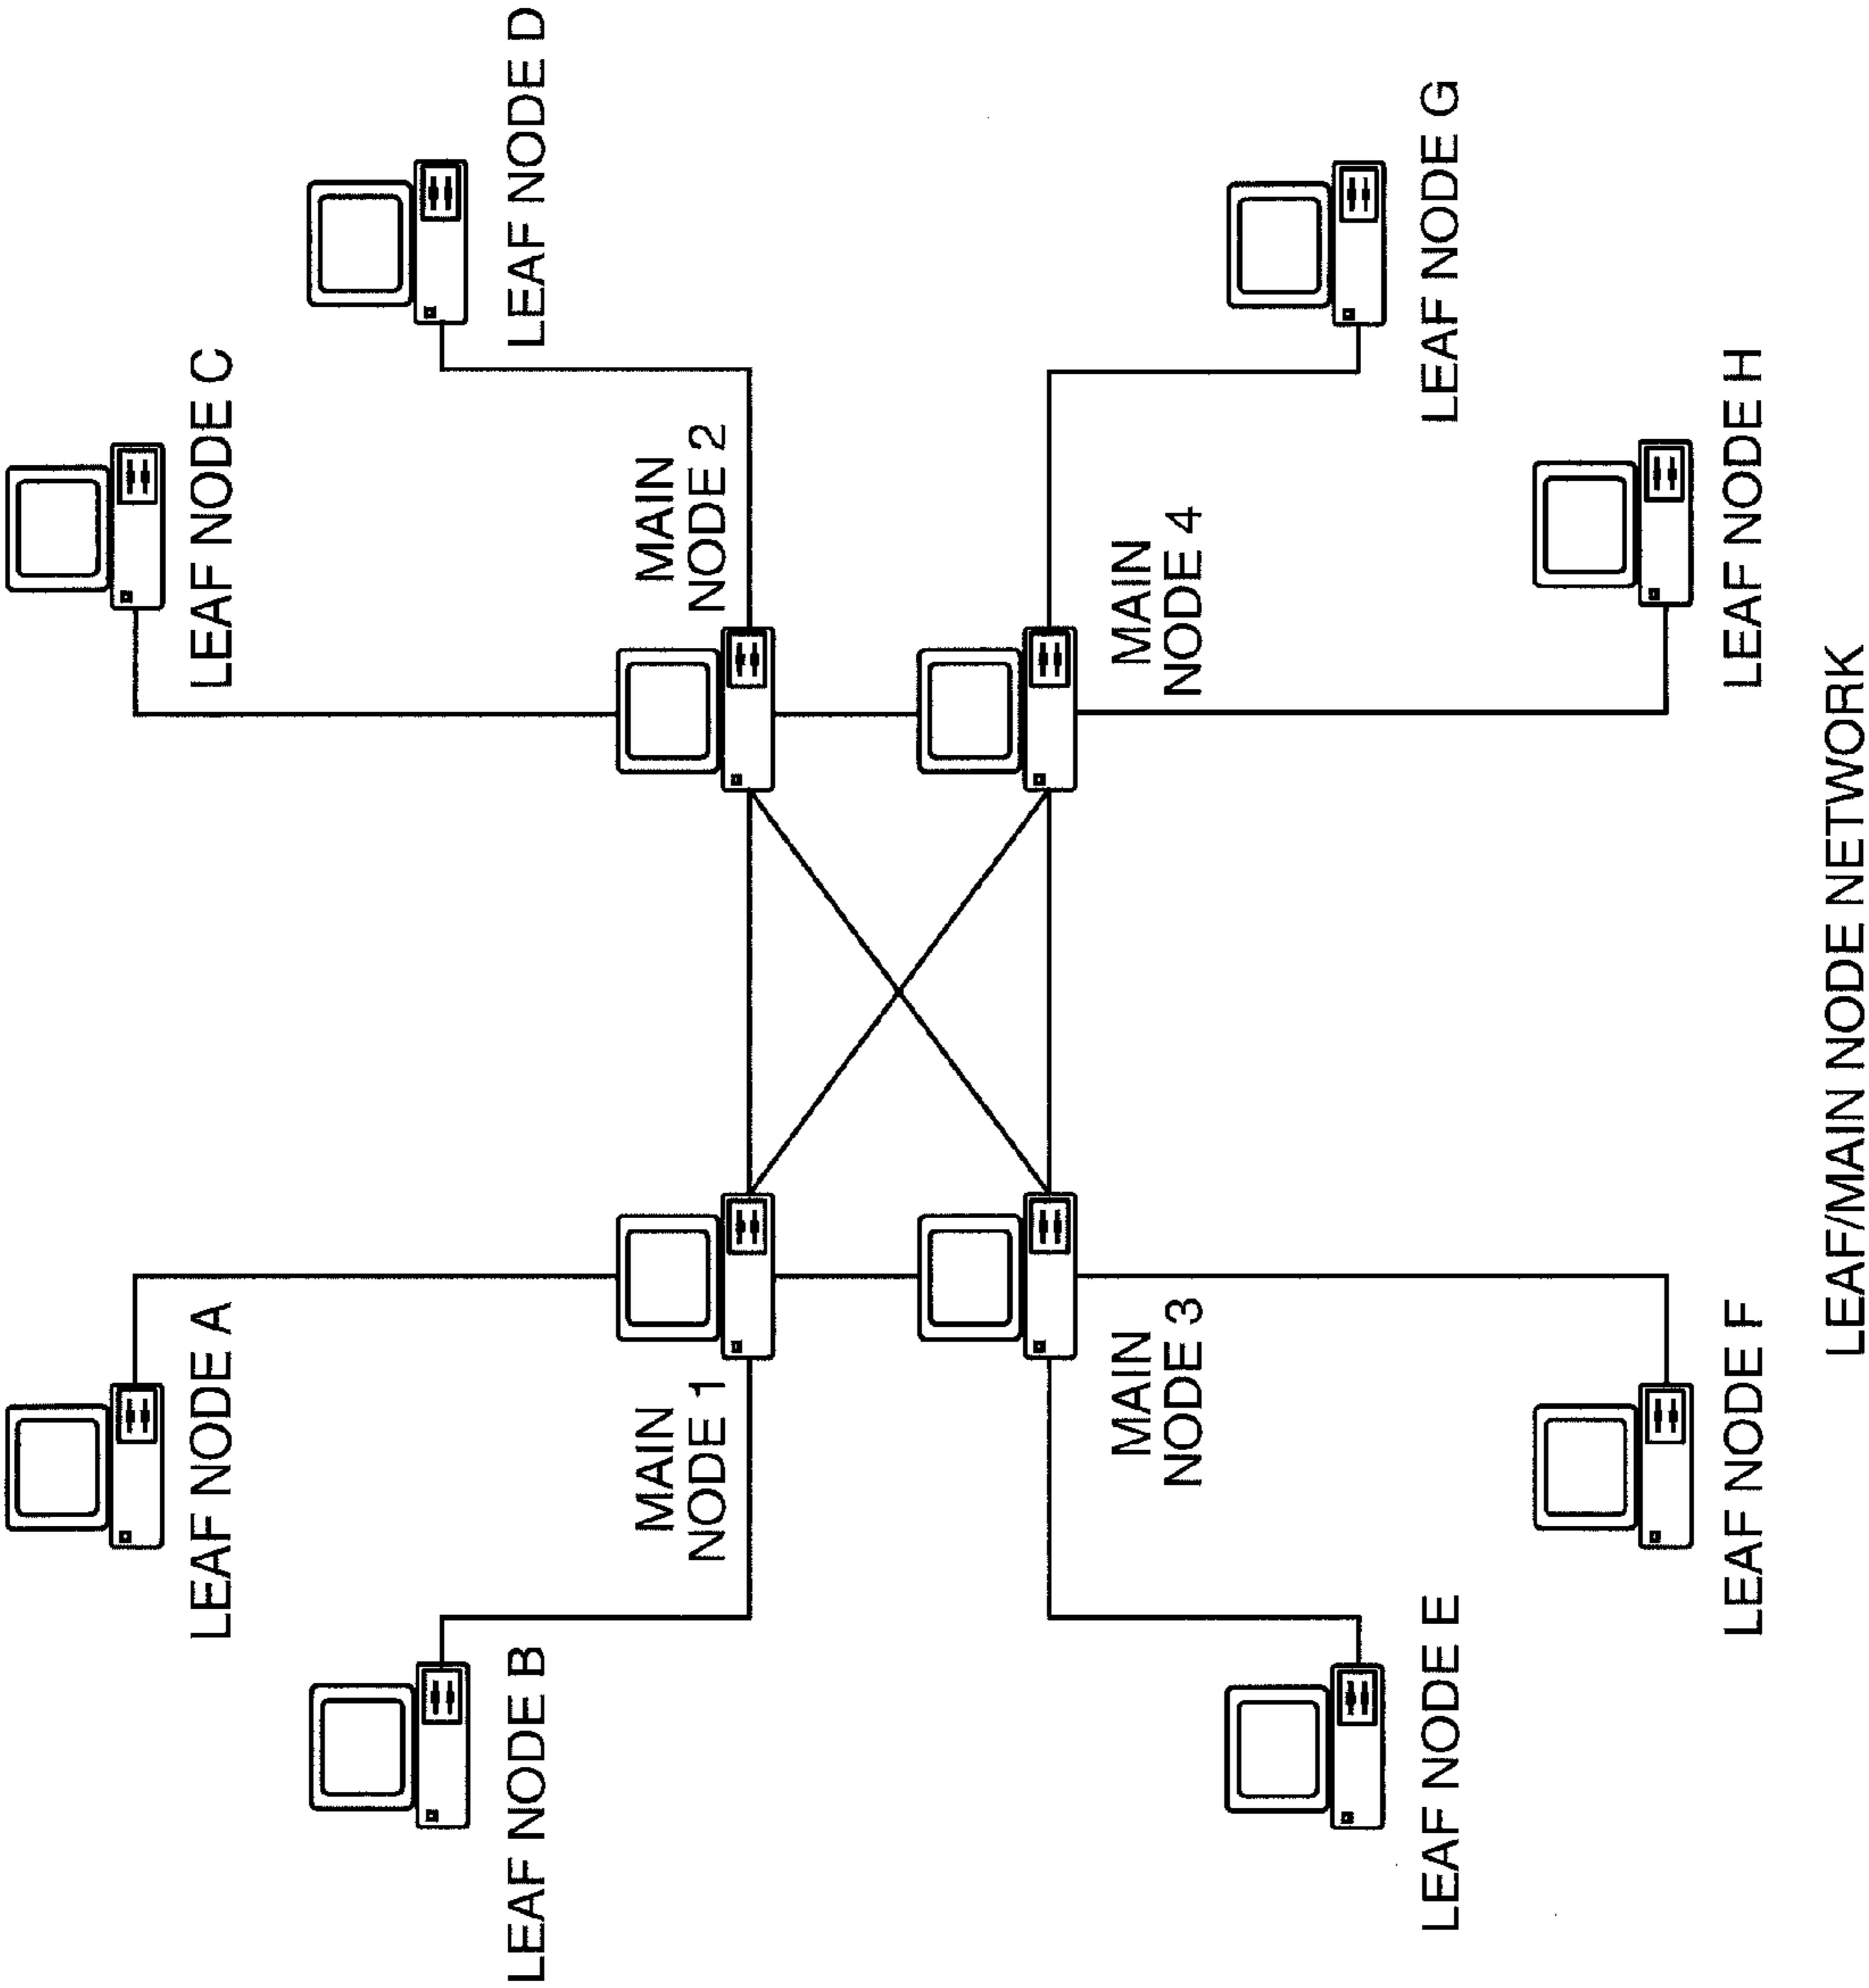 LEAF NODE A
LEAF NODE C
LEAF NODE B
LEAF NODE D
MAIN
NODE 1
MAIN
NODE 2
MAIN
NODE 3
MAIN
NODE 4
LEAF NODE E
LEAF NODE G
LEAF NODE F
LEAF NODE H
LEAF/MAIN NODE NETWORK